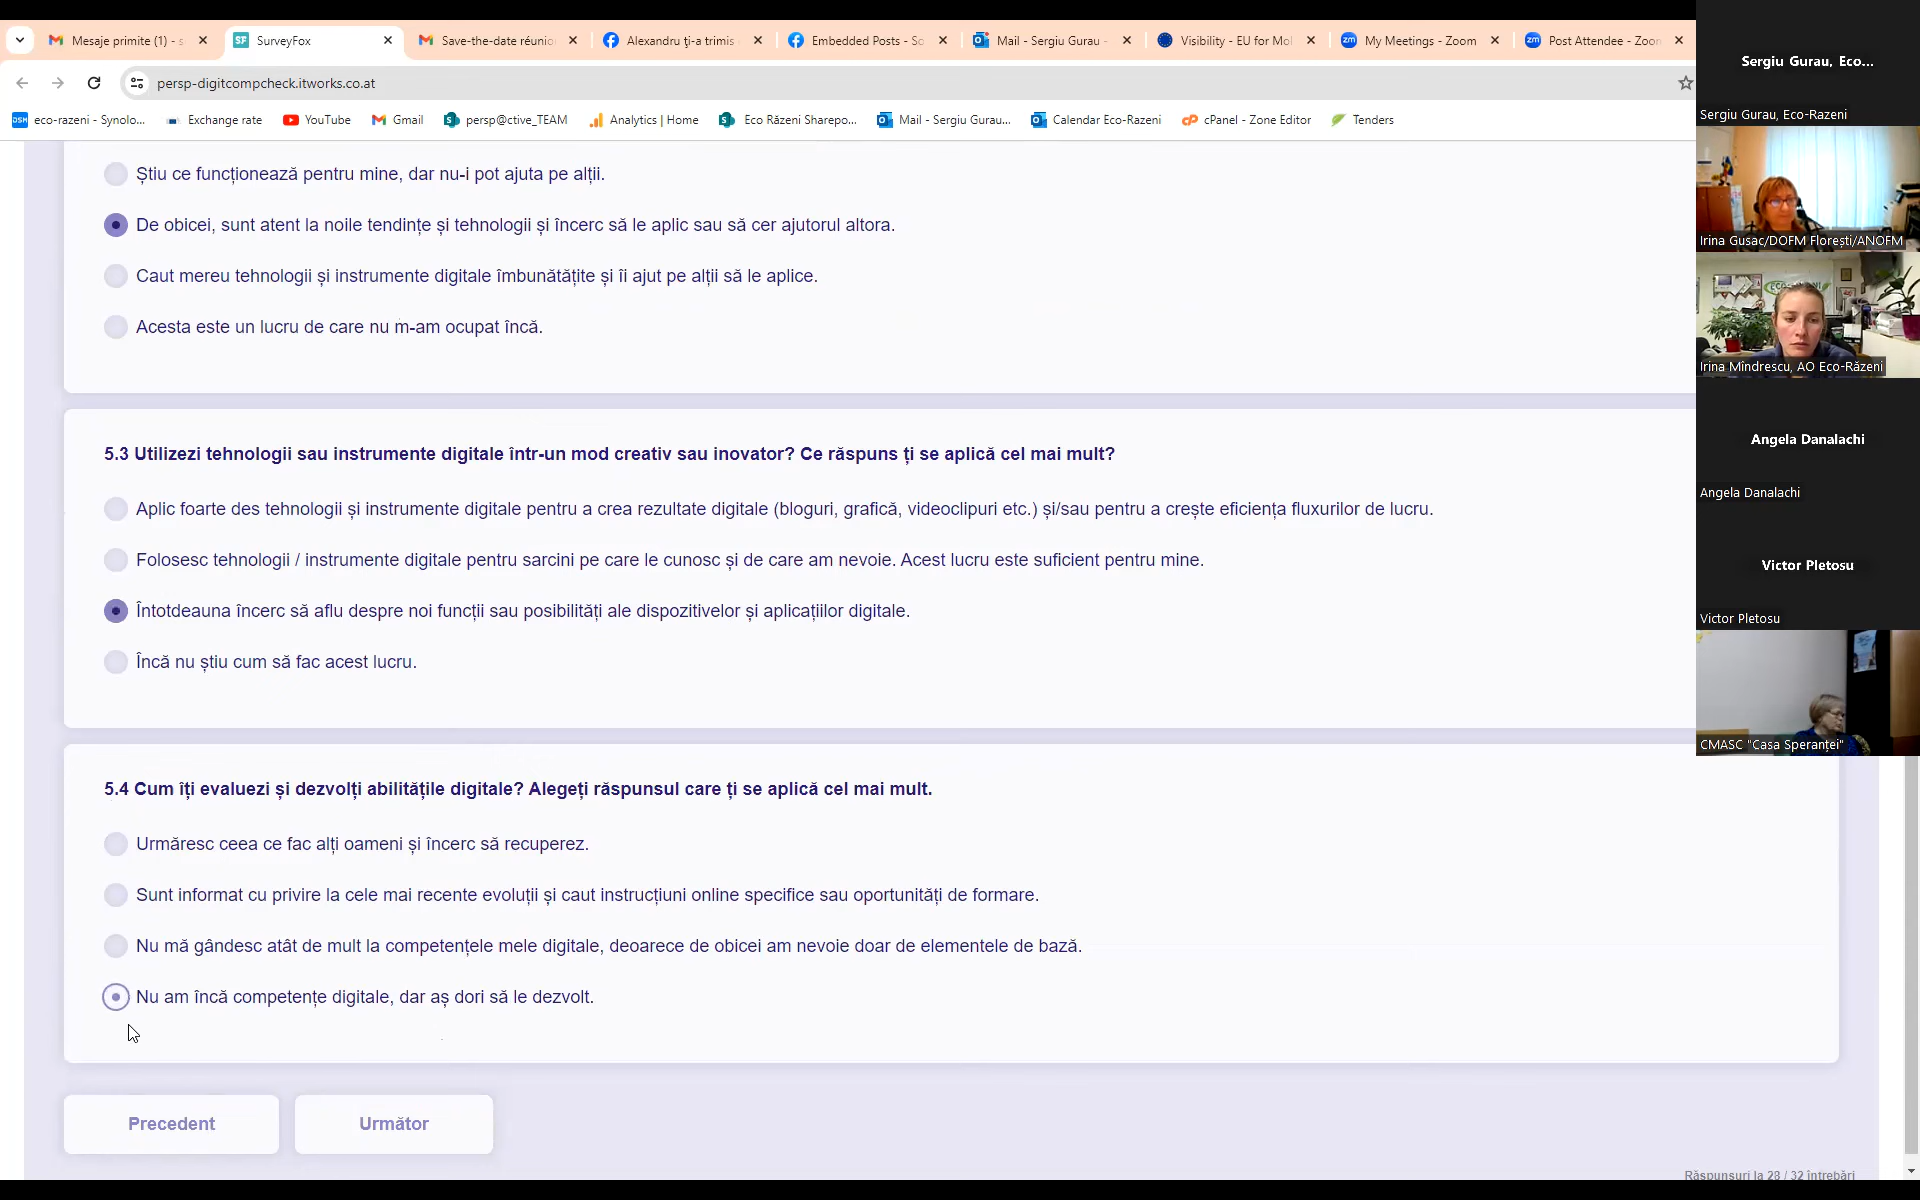 Mesaje primite (1) - s
SurveyFox
Save-the-date réunio
Alexandru ți-a trimis
Embedded Posts - So
Mail - Sergiu Gurau -
Visibility - EU for Mol
My Meetings - Zoom
Post Attendee - Zoom
persp-digitcompcheck.itworks.co.at
eco-razeni - Synolo...
Exchange rate
YouTube
Gmail
persp@ctive_TEAM
Analytics | Home
Eco Răzeni Sharepo...
Mail - Sergiu Gurau...
Calendar Eco-Razeni
cPanel - Zone Editor
Tenders
Știu ce funcționează pentru mine, dar nu-i pot ajuta pe alții.
De obicei, sunt atent la noile tendințe și tehnologii și încerc să le aplic sau să cer ajutorul altora.
Caut mereu tehnologii și instrumente digitale îmbunătățite și îi ajut pe alții să le aplice.
Acesta este un lucru de care nu m-am ocupat încă.
5.3 Utilizezi tehnologii sau instrumente digitale într-un mod creativ sau inovator? Ce răspuns ți se aplică cel mai mult?
Aplic foarte des tehnologii și instrumente digitale pentru a crea rezultate digitale (bloguri, grafică, videoclipuri etc.) și/sau pentru a crește eficiența fluxurilor de lucru.
Folosesc tehnologii / instrumente digitale pentru sarcini pe care le cunosc și de care am nevoie. Acest lucru este suficient pentru mine.
Întotdeauna încerc să aflu despre noi funcții sau posibilități ale dispozitivelor și aplicațiilor digitale.
Încă nu știu cum să fac acest lucru.
5.4 Cum îți evaluezi și dezvolți abilitățile digitale? Alegeți răspunsul care ți se aplică cel mai mult.
Urmăresc ceea ce fac alți oameni și încerc să recuperez.
Sunt informat cu privire la cele mai recente evoluții și caut instrucțiuni online specifice sau oportunități de formare.
Nu mă gândesc atât de mult la competențele mele digitale, deoarece de obicei am nevoie doar de elementele de bază.
Nu am încă competențe digitale, dar aș dori să le dezvolt.
Precedent
Următor
Răspunsuri la 28 / 32 întrebări
Sergiu Gurau, Eco...
Sergiu Gurau, Eco-Razeni
Irina Gusac/DOFM Florești/ANOFM
Irina Mîndrescu, AO Eco-Răzeni
Angela Danalachi
Angela Danalachi
Victor Pletosu
Victor Pletosu
CMASC "Casa Speranței"